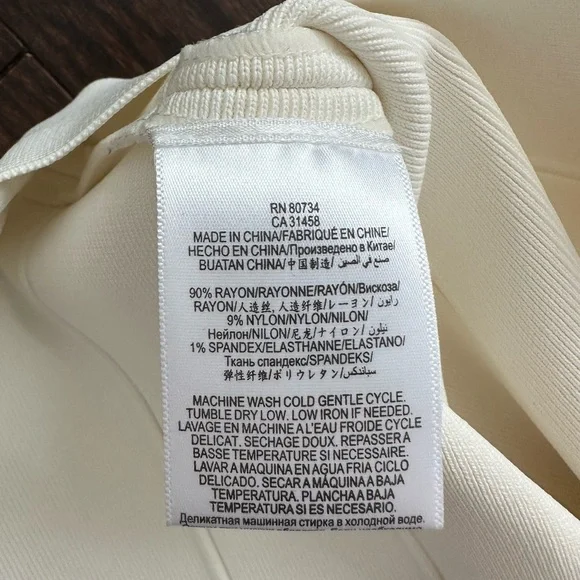 RN 80734
CA 31458
MADE IN CHINA/FABRIQUÉ EN CHINE/
HECHO EN CHINA/Произведено в Китае/
BUATAN CHINA/中国制造/ صنع في الصين/
90% RAYON/RAYONNE/RAYÓN/Вискоза/
RAYON/人造丝, 人造纤维/レーヨン/ رايون/
9% NYLON/NYLON/NILON/
Нейлон/NILON/尼龙/ナイロン/ نيلون/
1% SPANDEX/ELASTHANNE/ELASTANO/
Ткань спандекс/SPANDEKS/
弹性纤维/ポリウレタン/ سباندكس/
MACHINE WASH COLD GENTLE CYCLE.
TUMBLE DRY LOW. LOW IRON IF NEEDED.
LAVAGE EN MACHINE A L'EAU FROIDE CYCLE
DELICAT. SECHAGE DOUX. REPASSER A
BASSE TEMPERATURE SI NECESSAIRE.
LAVAR A MAQUINA EN AGUA FRIA CICLO
DELICADO. SECAR A MÁQUINA A BAJA
TEMPERATURA. PLANCHA A BAJA
TEMPERATURA SI ES NECESARIO.
Деликатная машинная стирка в холодной воде.